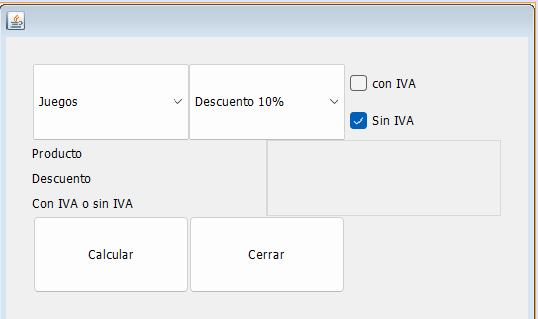 Juegos
Descuento 10%
con IVA
Sin IVA
Producto
Descuento
Con IVA o sin IVA
Calcular
Cerrar